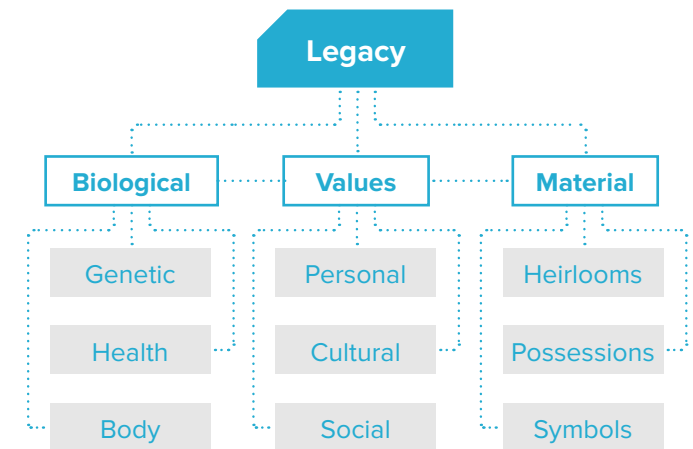 Legacy
Biological
Values
Material
Genetic
Personal
Heirlooms
Health
Cultural
Possessions
Body
Social
Symbols